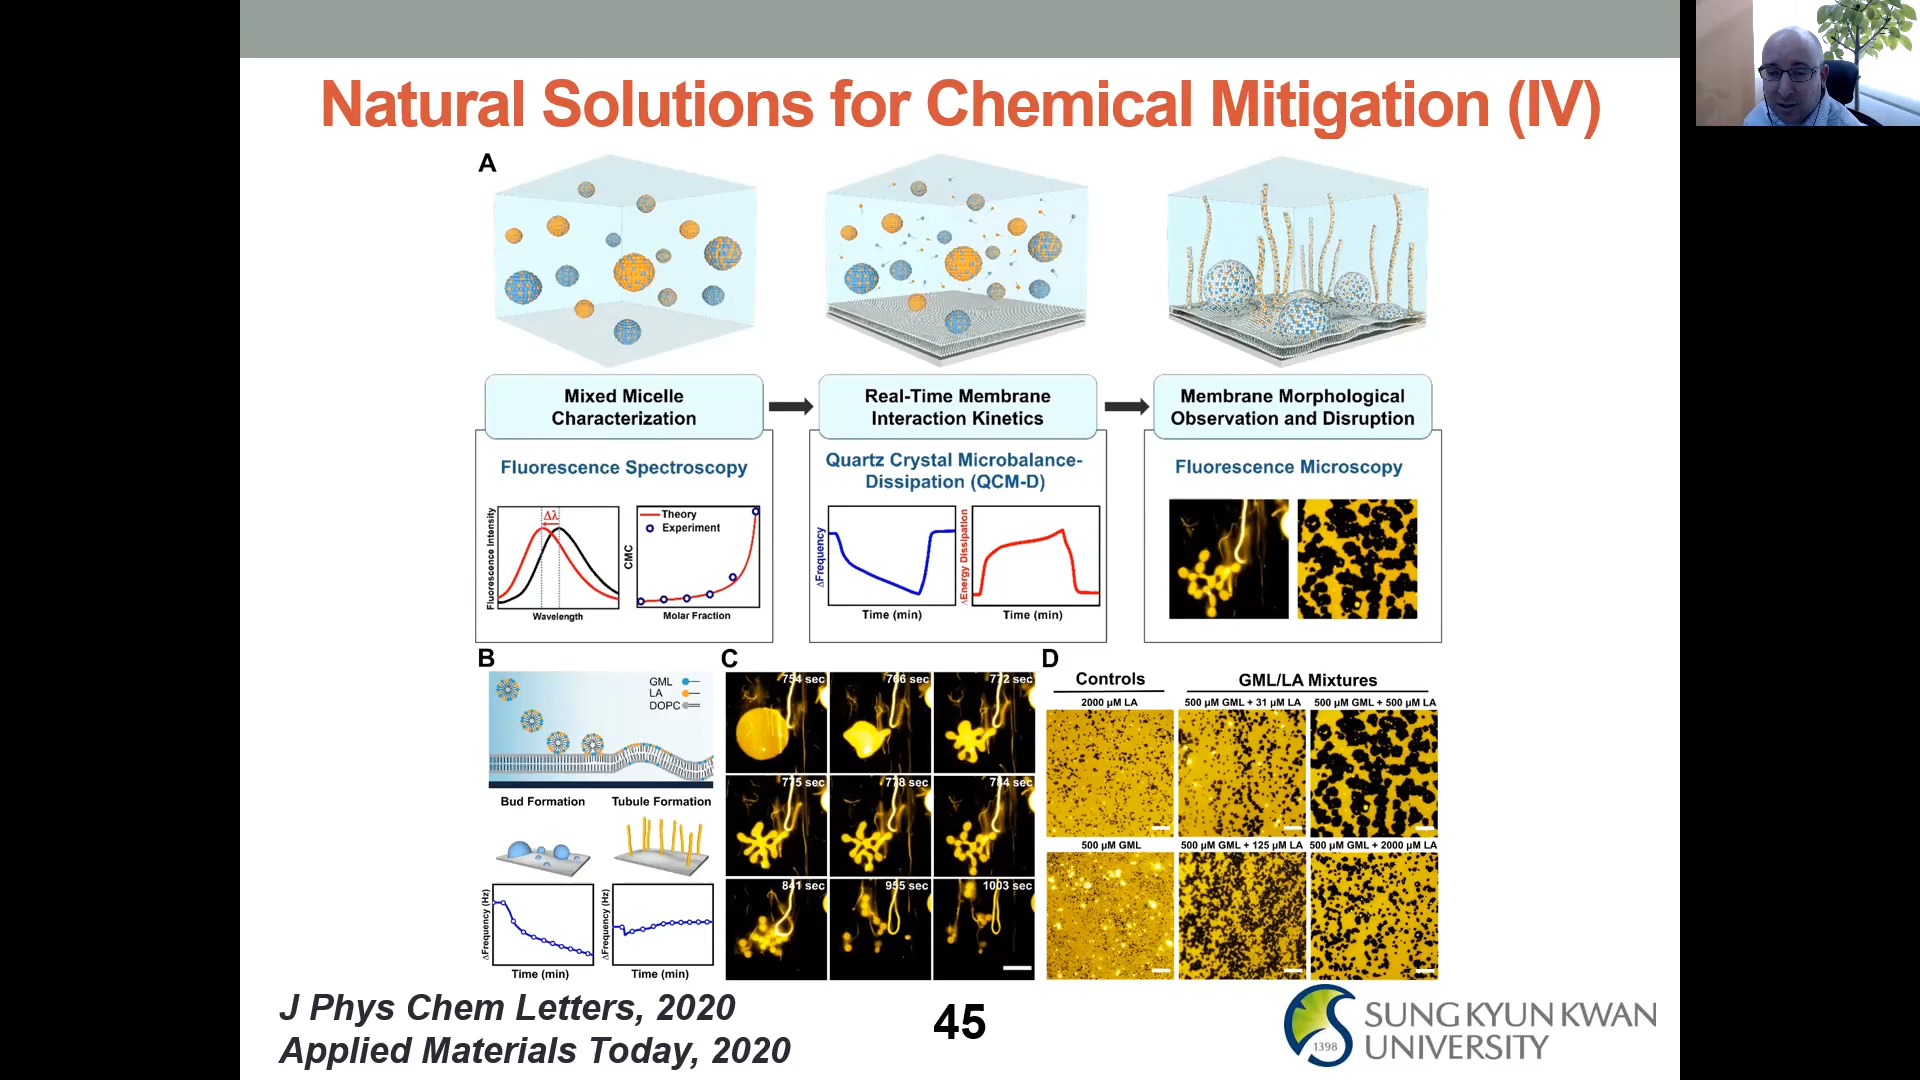 Natural Solutions for Chemical Mitigation (IV)
A
Mixed Micelle
Characterization
Real-Time Membrane
Interaction Kinetics
Membrane Morphological
Observation and Disruption
Fluorescence Spectroscopy
Quartz Crystal Microbalance-
Dissipation (QCM-D)
Fluorescence Microscopy
Fluorescence Intensity
Δλ
Wavelength
CMC
Theory
Experiment
Molar Fraction
ΔFrequency
Time (min)
ΔEnergy Dissipation
Time (min)
B
GML
LA
DOPC
Bud Formation
Tubule Formation
ΔFrequency (Hz)
Time (min)
ΔFrequency (Hz)
Time (min)
C
754 sec
766 sec
772 sec
775 sec
778 sec
784 sec
841 sec
955 sec
1003 sec
D
Controls
GML/LA Mixtures
2000 µM LA
500 µM GML + 31 µM LA
500 µM GML + 500 µM LA
500 µM GML
500 µM GML + 125 µM LA
500 µM GML + 2000 µM LA
J Phys Chem Letters, 2020
Applied Materials Today, 2020
45
1398
SUNG KYUN KWAN
UNIVERSITY